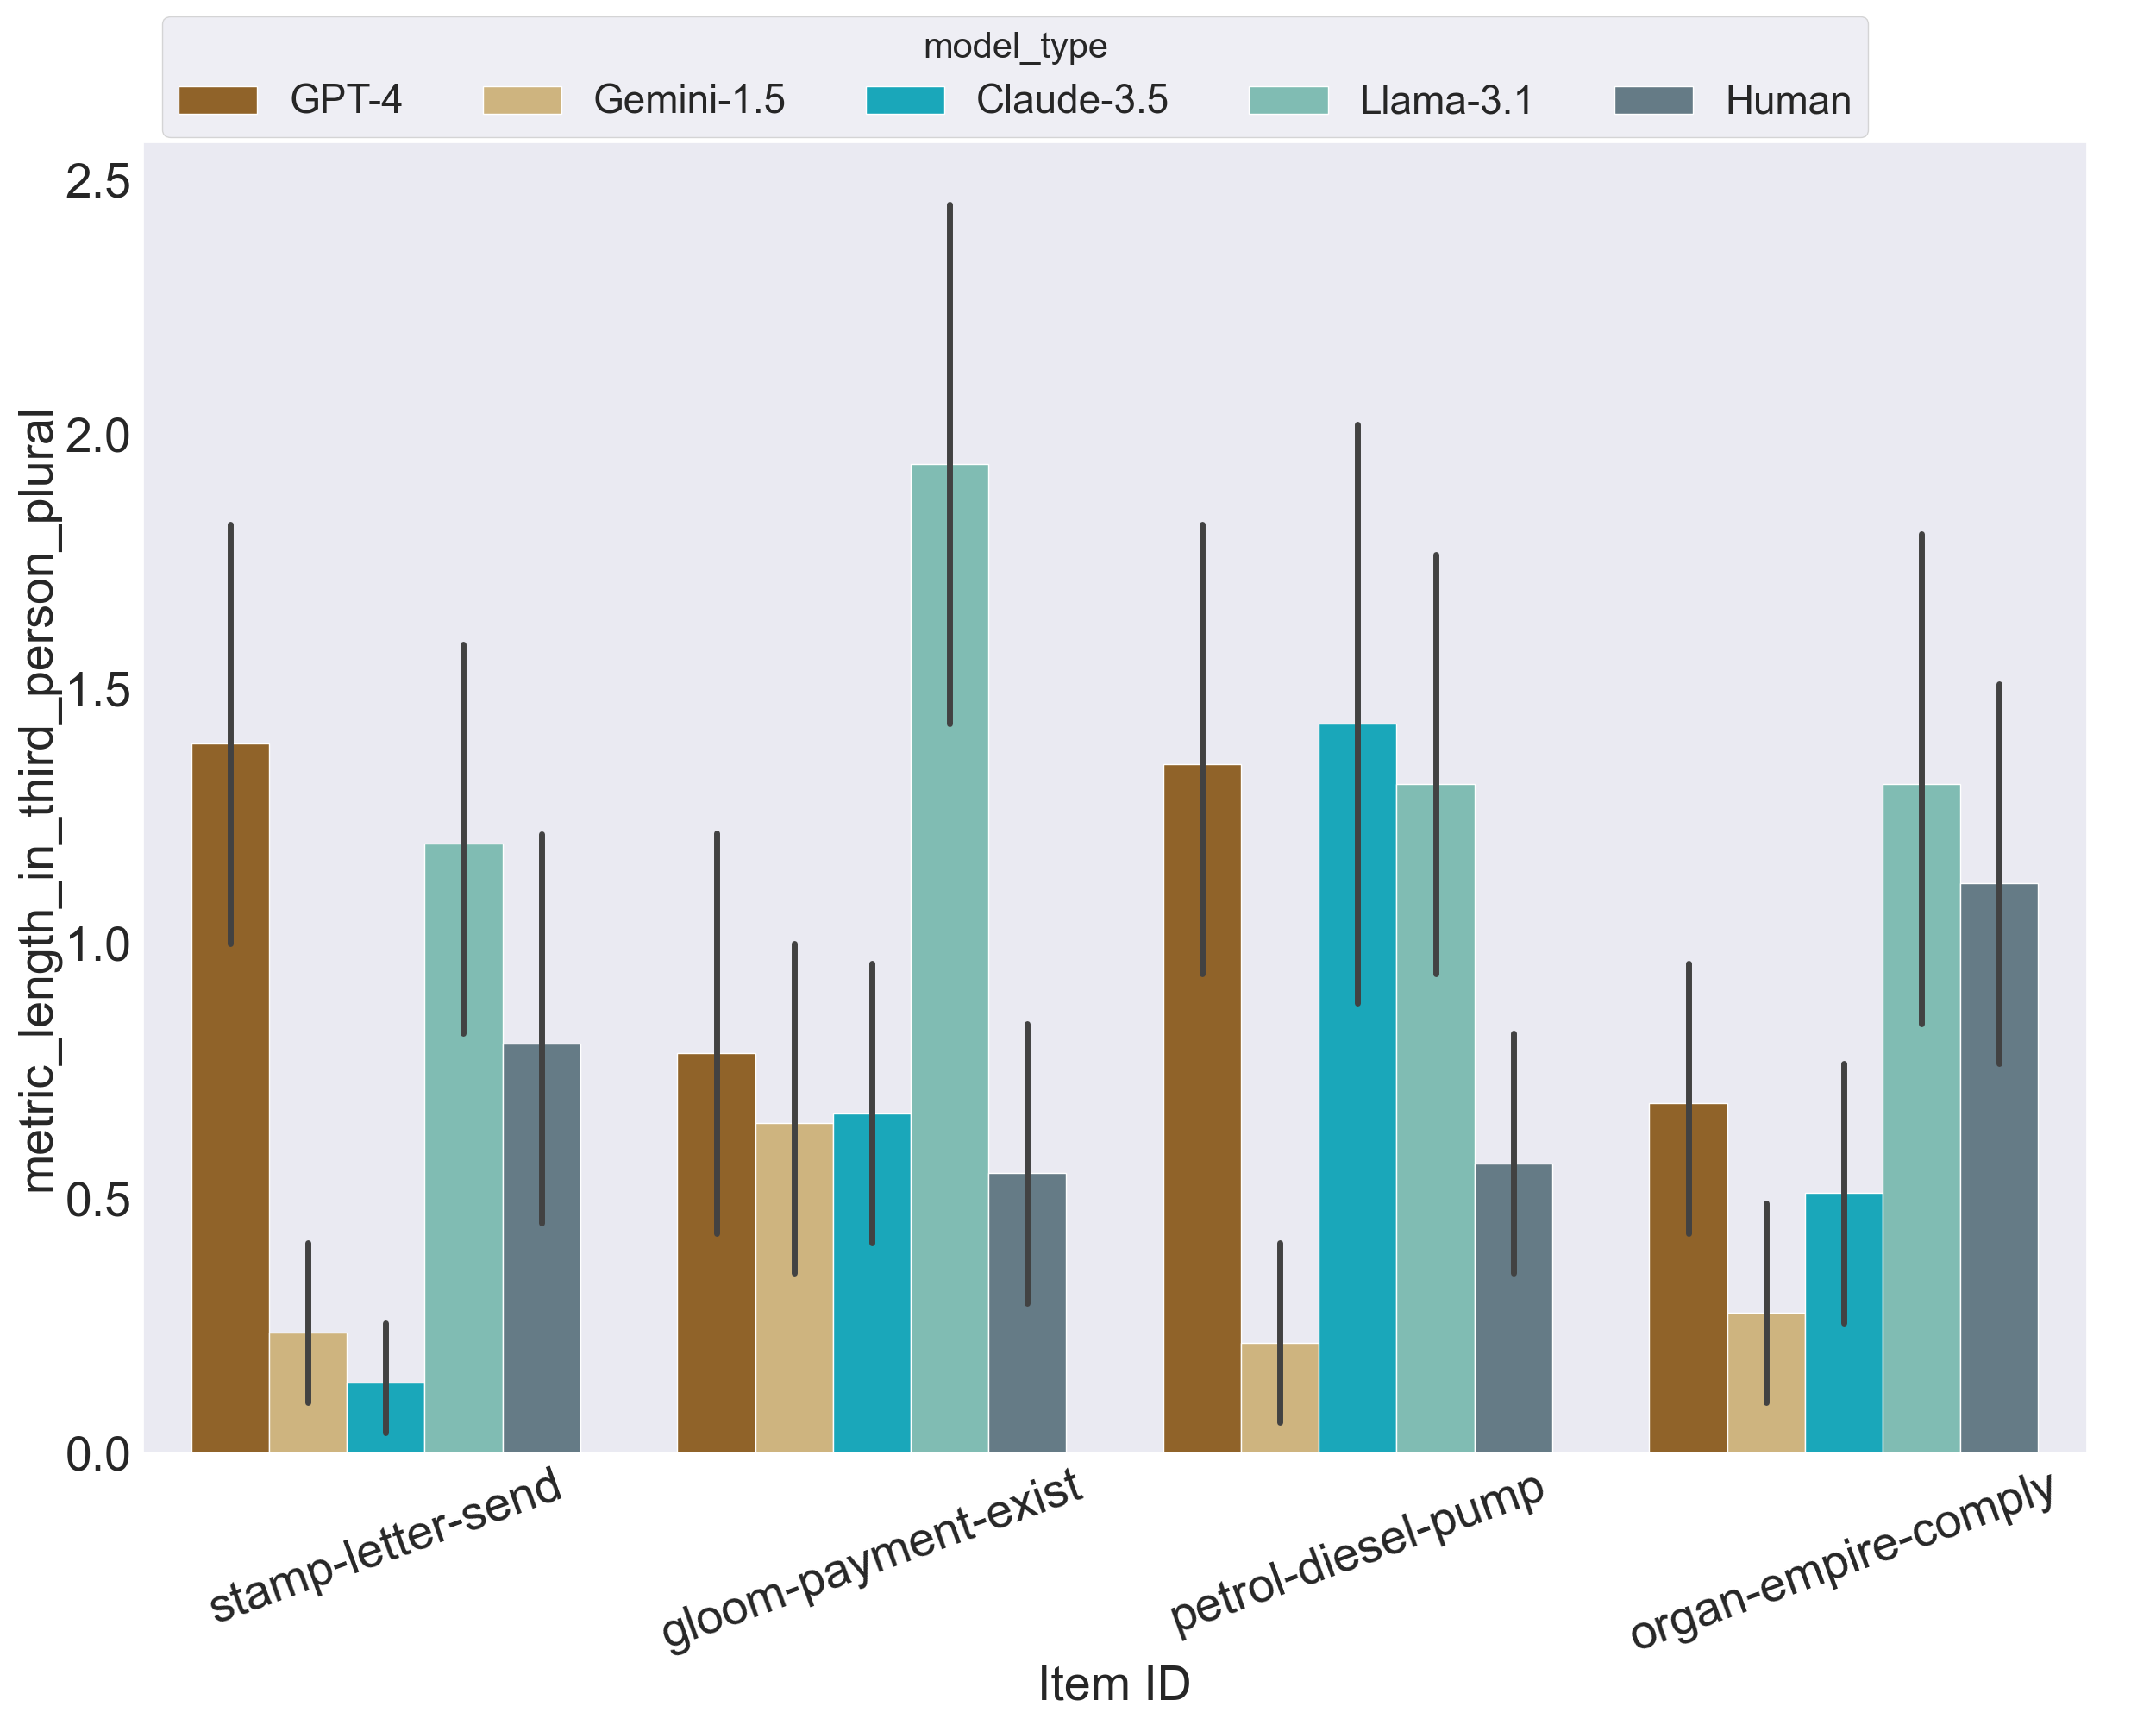 model_type
GPT-4 Gemini-1.5 Claude-3.5 Llama-3.1 Human
metric_length_in_third_person_plural
2.5
2.0
1.5
1.0
0.5
0.0
stamp-letter-send
gloom-payment-exist
petrol-diesel-pump
organ-empire-comply
Item ID